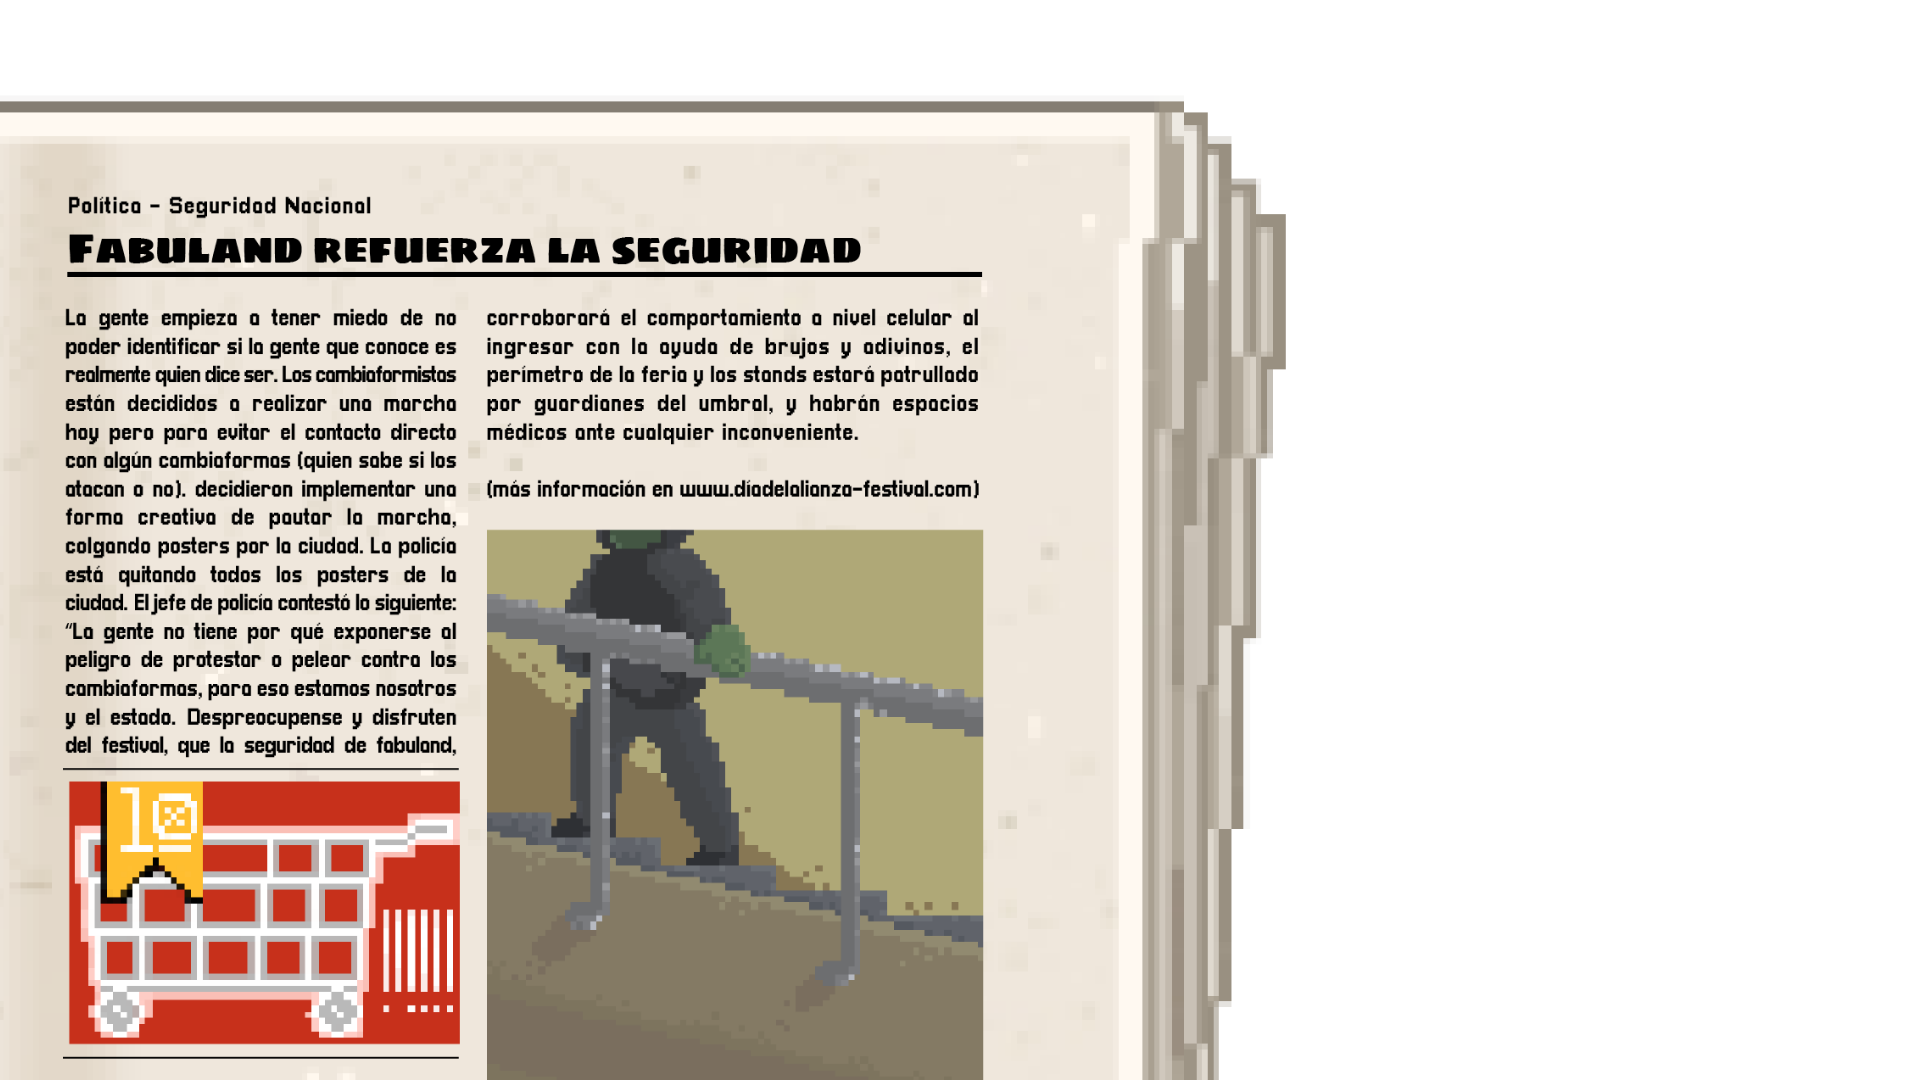 Política - Seguridad Nacional
FABULAND REFUERZA LA SEGURIDAD
La gente empieza a tener miedo de no
poder identificar si la gente que conoce es
realmente quien dice ser. Los cambiaformistas
están decididos a realizar una marcha
hoy pero para evitar el contacto directo
con algún cambiaformas (quien sabe si los
atacan o no). decidieron implementar una
forma creativa de pautar la marcha,
colgando posters por la ciudad. La policía
está quitando todos los posters de la
ciudad. El jefe de policía contestó lo siguiente:
“La gente no tiene por qué exponerse al
peligro de protestar o pelear contra los
cambiaformas, para eso estamos nosotros
y el estado. Despreocupense y disfruten
del festival, que la seguridad de fabuland,
corroborará el comportamiento a nivel celular al
ingresar con la ayuda de brujos y adivinos, el
perímetro de la feria y los stands estará patrullado
por guardianes del umbral, y habrán espacios
médicos ante cualquier inconveniente.
(más información en www.díadelalianza-festival.com)
10